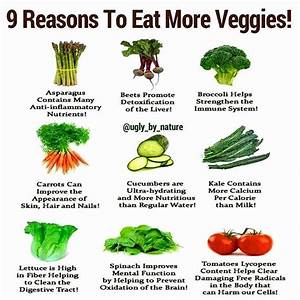 9 Reasons To Eat More Veggies!
Asparagus
Contains Many
Anti-inflammatory
Nutrients!
Beets Promote
Detoxification
of the Liver!
Broccoli Helps
Strengthen the
Immune System!
@ugly_by_nature
Carrots Can
Improve the
Appearance of
Skin, Hair and Nails!
Cucumbers are
Ultra-hydrating
and More Nutritious
than Regular Water!
Kale Contains
More Calcium
Per Calorie
than Milk!
Lettuce is High
in Fiber Helping
to Clean the
Digestive Tract!
Spinach Improves
Mental Function
by Helping to Prevent
Oxidation of the Brain!
Tomatoes Lycopene
Content Helps Clear
Damaging Free Radicals
in the Body that
can Harm our Cells!